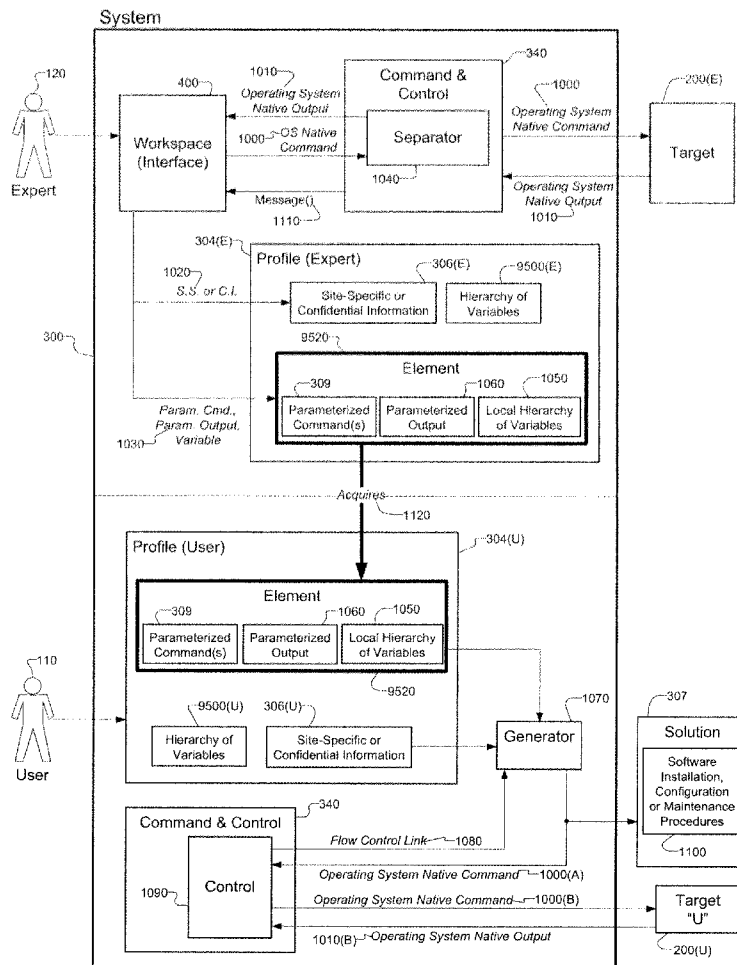 System
120
Expert
400
Workspace
(Interface)
1010
Operating System
Native Output
1000
OS Native
Command
Message()
1110
340
Command &
Control
Separator
1040
1000
Operating System
Native Command
Operating System
Native Output
1010
200(E)
Target
304(E)
Profile (Expert)
1020
S.S. or C.I.
306(E)
Site-Specific or
Confidential Information
9500(E)
Hierarchy of
Variables
300
9520
Element
309
Parameterized
Command(s)
1060
Parameterized
Output
1050
Local Hierarchy
of Variables
Param. Cmd.,
Param. Output,
Variable
1030
Acquires
1120
Profile (User)
304(U)
Element
309
Parameterized
Command(s)
1060
Parameterized
Output
1050
Local Hierarchy
of Variables
9520
110
User
9500(U)
Hierarchy of
Variables
306(U)
Site-Specific or
Confidential Information
1070
Generator
307
Solution
Software
Installation,
Configuration
or Maintenance
Procedures
1100
340
Command & Control
1090
Control
Flow Control Link
1080
Operating System Native Command
1000(A)
Operating System Native Command
1000(B)
1010(B)
Operating System Native Output
Target
"U"
200(U)